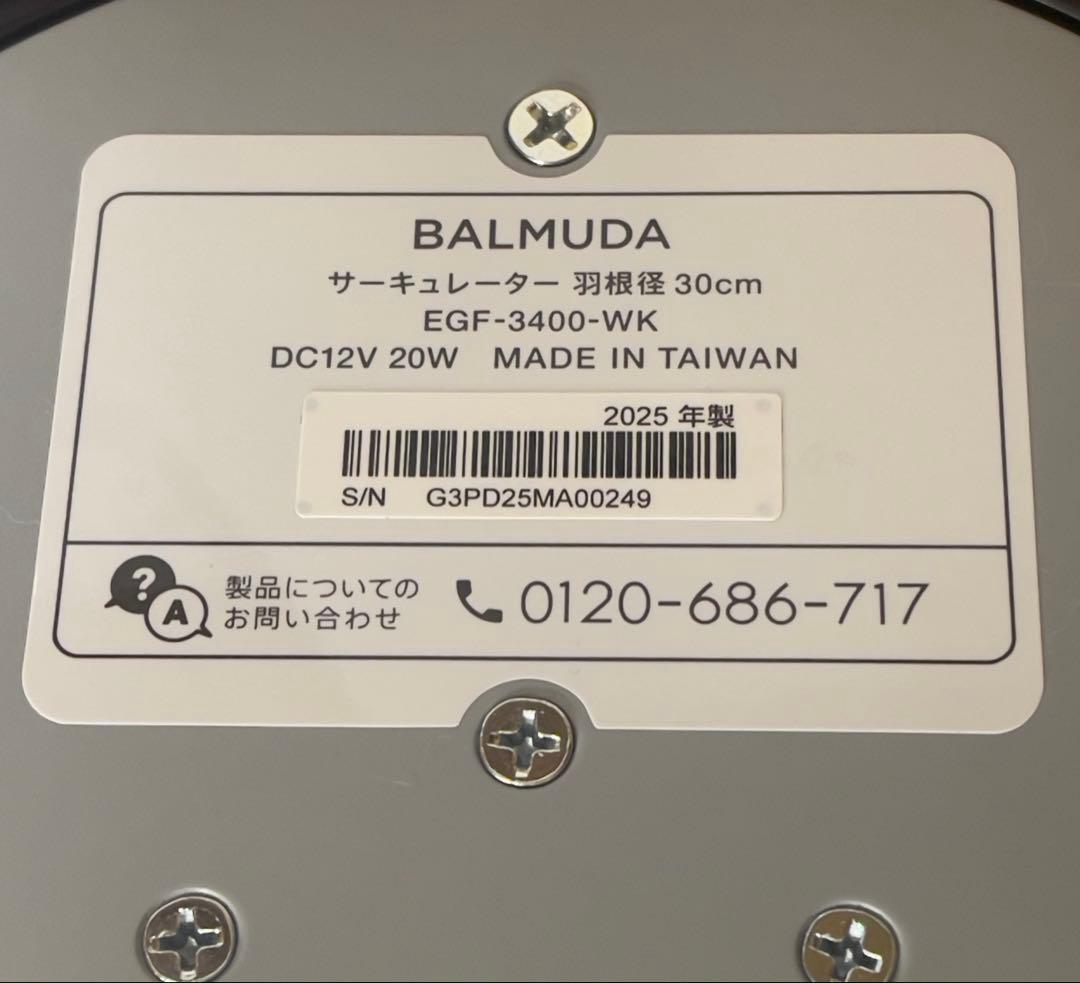 BALMUDA
サーキュレーター 羽根径 30cm
EGF-3400-WK
DC12V 20W MADE IN TAIWAN
2025 年製
S/N G3PD25MA00249
? A
製品についての
お問い合わせ
0120-686-717